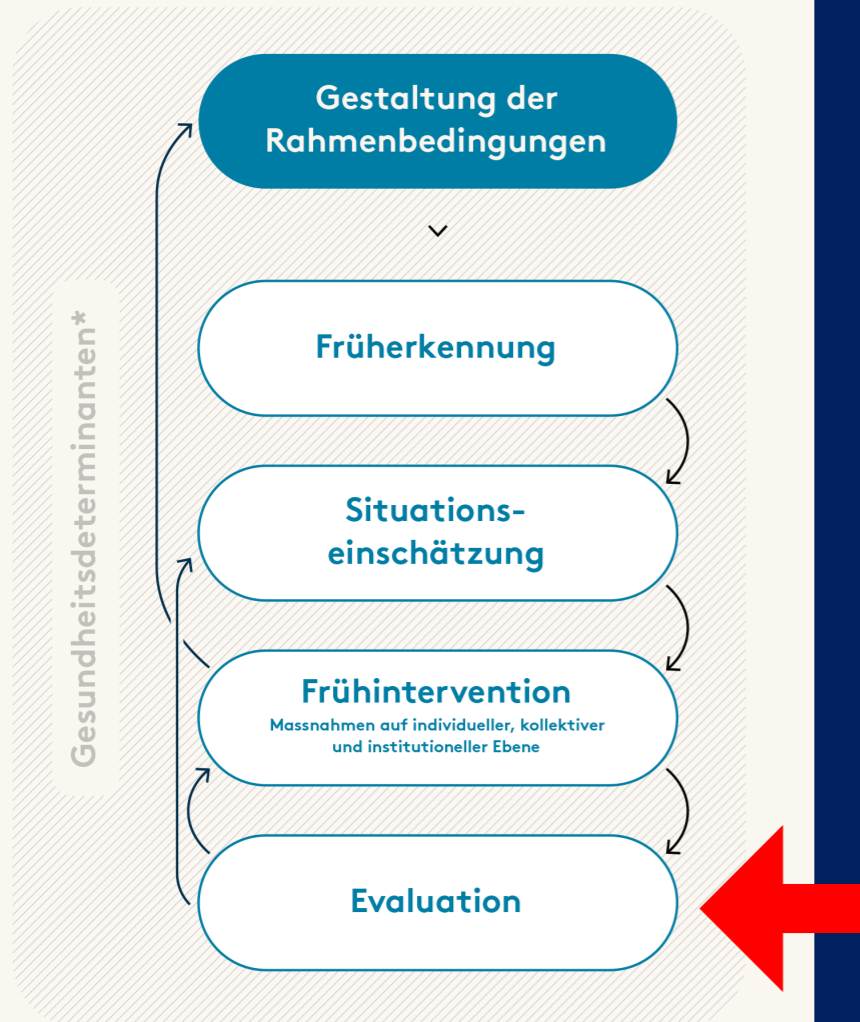 Gestaltung der
Rahmenbedingungen
Früherkennung
Situations-
einschätzung
Frühintervention
Massnahmen auf individueller, kollektiver
und institutioneller Ebene
Evaluation
Gesundheitsdeterminanten*